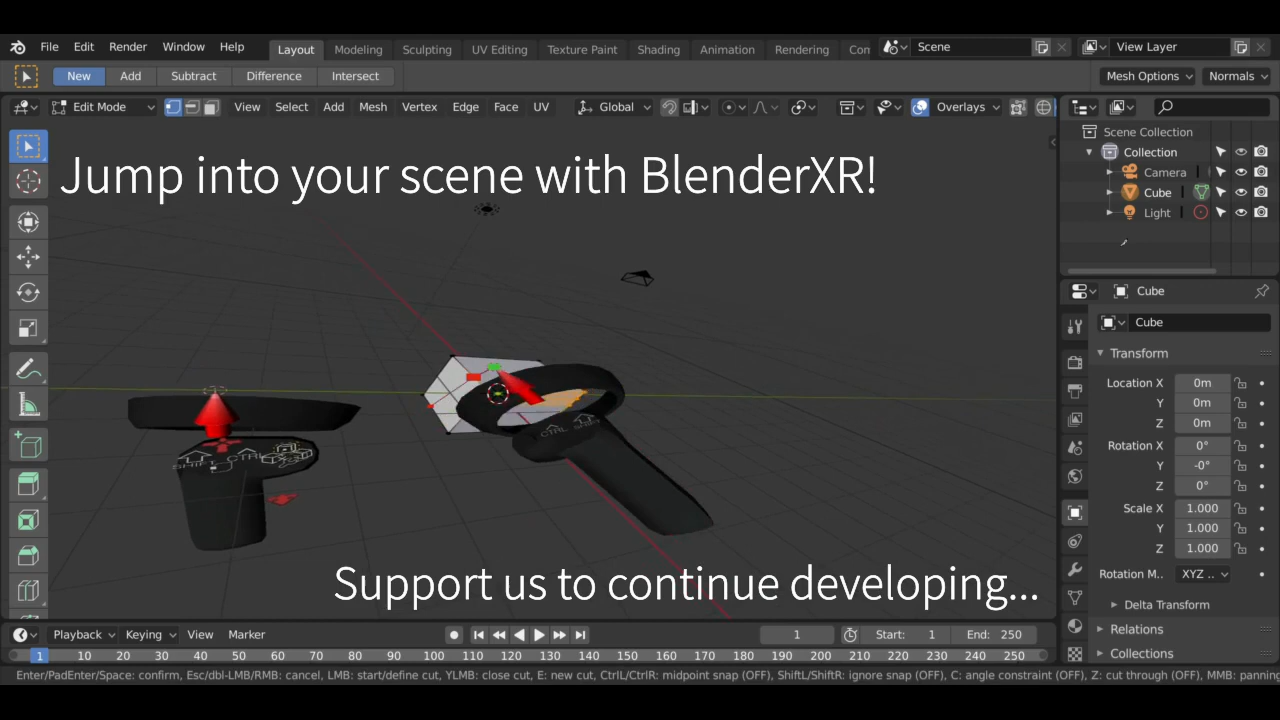 File Edit Render Window Help Layout Modeling Sculpting UV Editing Texture Paint Shading Animation Rendering Con Scene View Layer
New Add Subtract Difference Intersect Mesh Options Normals
Edit Mode View Select Add Mesh Vertex Edge Face UV Global Overlays
Scene Collection
Collection
Camera
Cube
Light
Jump into your scene with BlenderXR!
CTRL SHIFT
SHIFT CTRL
Support us to continue developing...
Cube
Cube
Transform
Location X 0m
Y 0m
Z 0m
Rotation X 0°
Y -0°
Z 0°
Scale X 1.000
Y 1.000
Z 1.000
Rotation M.. XYZ ..
Delta Transform
Relations
Collections
Playback Keying View Marker 1 Start: 1 End: 250
1 10 20 30 40 50 60 70 80 90 100 110 120 130 140 150 160 170 180 190 200 210 220 230 240 250
Enter/PadEnter/Space: confirm, Esc/dbl-LMB/RMB: cancel, LMB: start/define cut, YLMB: close cut, E: new cut, CtrlL/CtrlR: midpoint snap (OFF), ShiftL/ShiftR: ignore snap (OFF), C: angle constraint (OFF), Z: cut through (OFF), MMB: panning